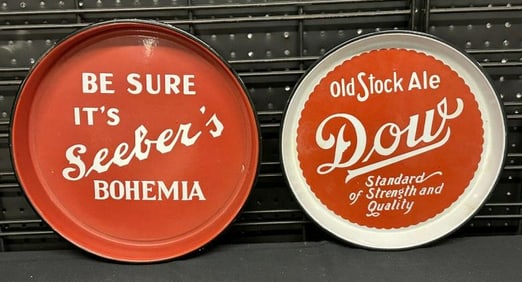 BE SURE
IT'S
Seeber's
BOHEMIA
Old Stock Ale
Dow
Standard
of Strength and
Quality